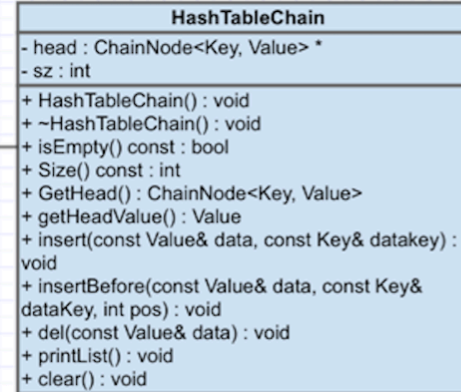 HashTableChain
- head : ChainNode<Key, Value> *
- sz : int
+ HashTableChain() : void
+ ~HashTableChain() : void
+ isEmpty() const : bool
+ Size() const : int
+ GetHead() : ChainNode<Key, Value>
+ getHeadValue() : Value
+ insert(const Value& data, const Key& datakey) :
void
+ insertBefore(const Value& data, const Key&
dataKey, int pos) : void
+ del(const Value& data) : void
+ printList() : void
+ clear() : void